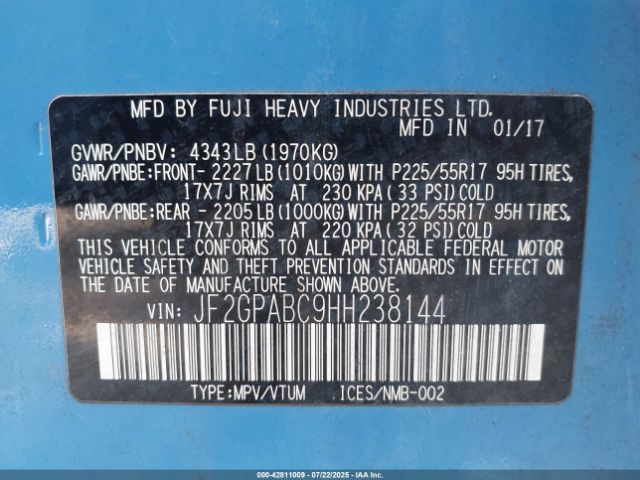 MFD BY FUJI HEAVY INDUSTRIES LTD.
MFD IN 01/17
GVWR/PNBV: 4343LB (1970KG)
GAWR/PNBE:FRONT- 2227LB (1010KG) WITH P225/55R17 95H TIRES,
17X7J RIMS AT 230 KPA (33 PSI) COLD
GAWR/PNBE:REAR - 2205LB (1000KG) WITH P225/55R17 95H TIRES,
17X7J RIMS AT 220 KPA (32 PSI) COLD
THIS VEHICLE CONFORMS TO ALL APPLICABLE FEDERAL MOTOR
VEHICLE SAFETY AND THEFT PREVENTION STANDARDS IN EFFECT ON
THE DATE OF MANUFACTURE SHOWN ABOVE.
VIN: JF2GPABC9HH238144
TYPE:MPV/VTUM ICES/NMB-002
000-42811009 - 07/22/2025 - IAAI.COM